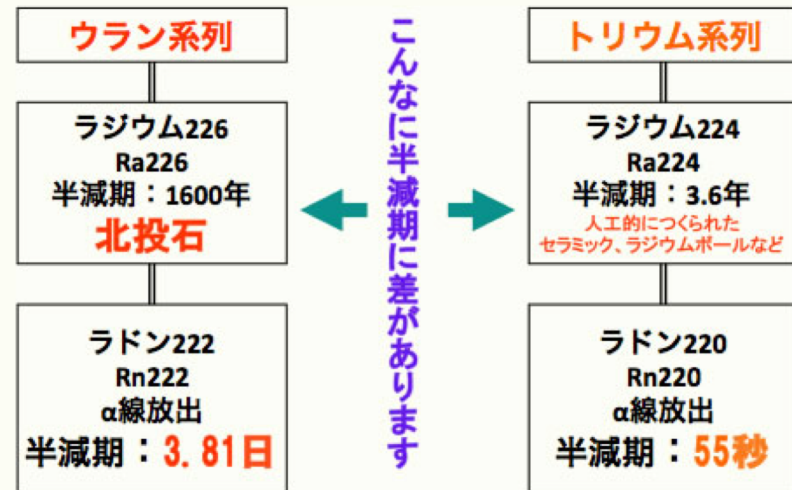 ウラン系列
ラジウム226
Ra226
半減期：1600年
北投石
ラドン222
Rn222
α線放出
半減期：3.81日
こんなに半減期に差があります
トリウム系列
ラジウム224
Ra224
半減期：3.6年
人工的につくられた
セラミック、ラジウムボールなど
ラドン220
Rn220
α線放出
半減期：55秒